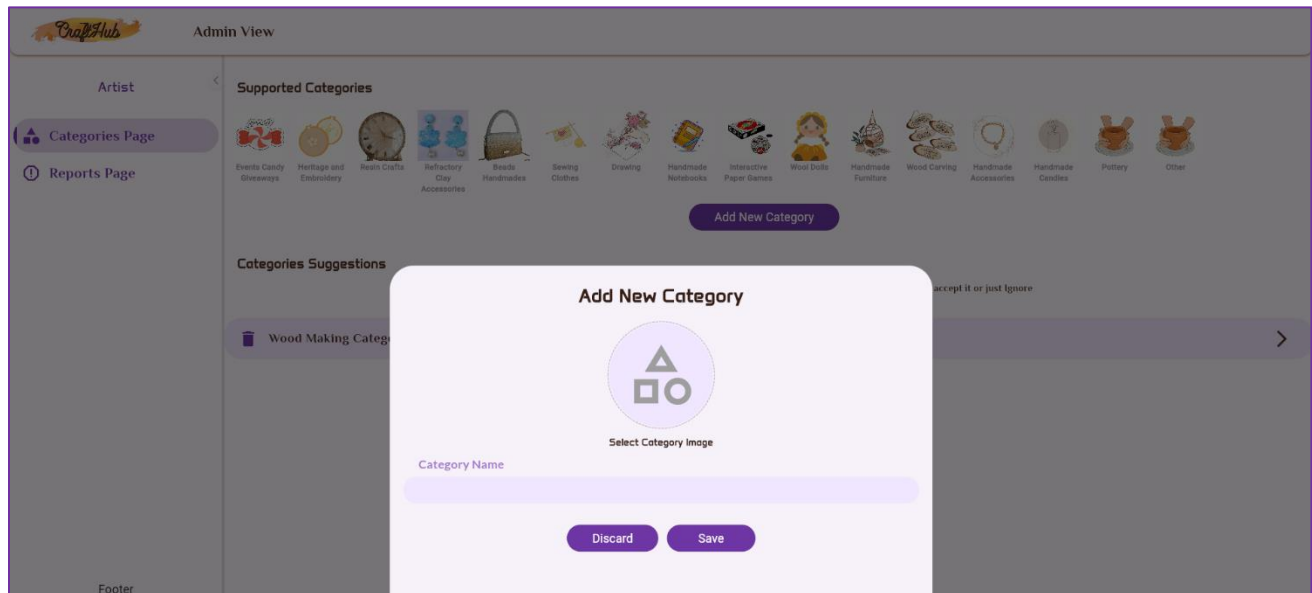 CraftHub
Admin View
Artist
Categories Page
Reports Page
Footer
Supported Categories
Events Candy
Giveaways
Heritage and
Embroidery
Resin Crafts
Refractory
Clay
Accessories
Beads
Handmades
Sewing
Clothes
Drawing
Handmade
Notebooks
Interactive
Paper Games
Wool Dolls
Handmade
Furniture
Wood Carving
Handmade
Accessories
Handmade
Candles
Pottery
Other
Add New Category
Categories Suggestions
accept it or just Ignore
Wood Making Catego
Add New Category
Select Category Image
Category Name
Discard
Save